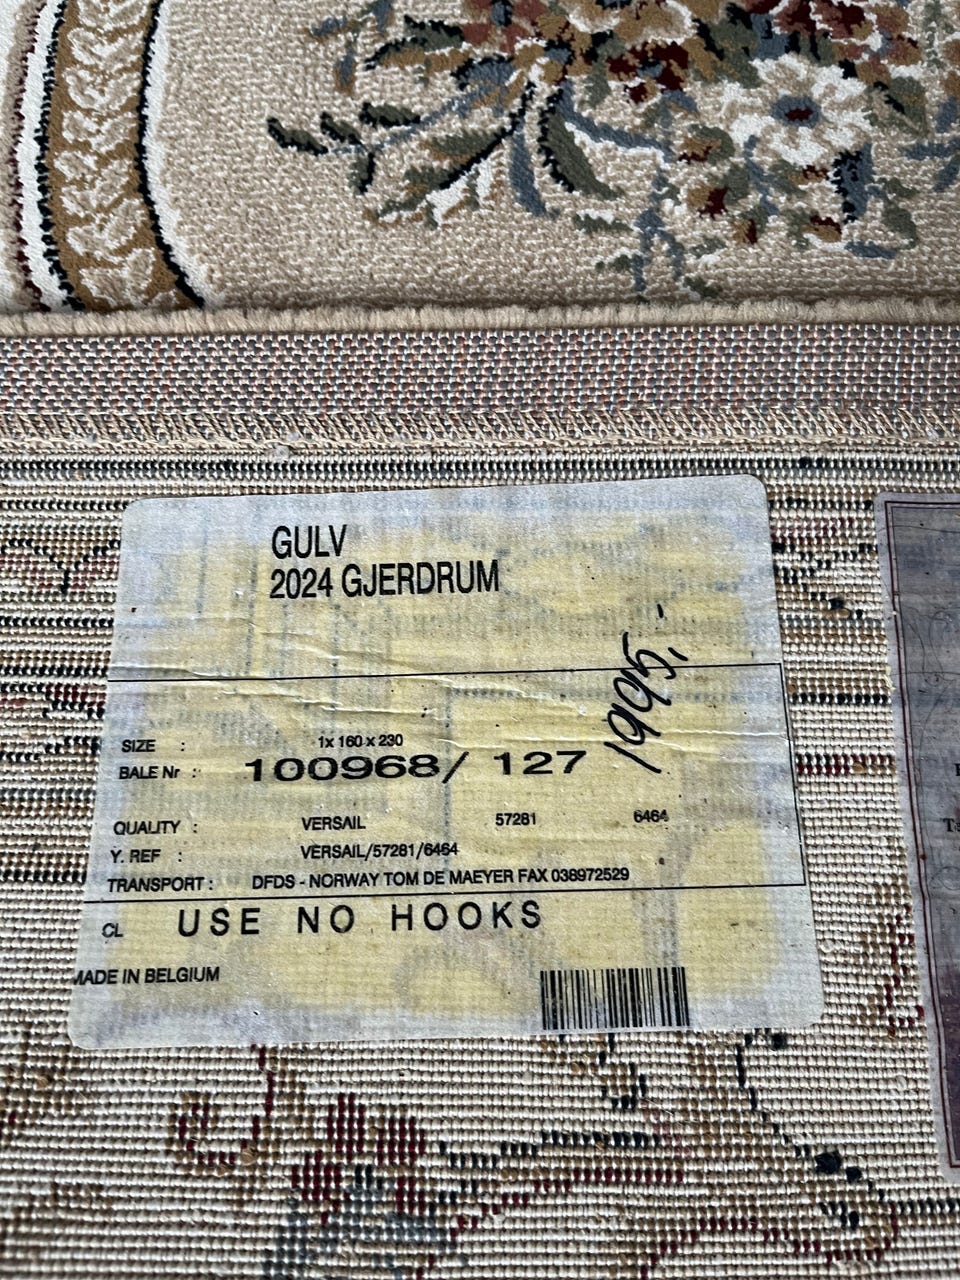 GULV
2024 GJERDRUM
SIZE : 1x 160 x 230
BALE Nr : 100968/ 127
QUALITY : VERSAIL 57281 6464
Y. REF : VERSAIL/57281/6464
TRANSPORT : DFDS - NORWAY TOM DE MAEYER FAX 038972529
CL USE NO HOOKS
MADE IN BELGIUM